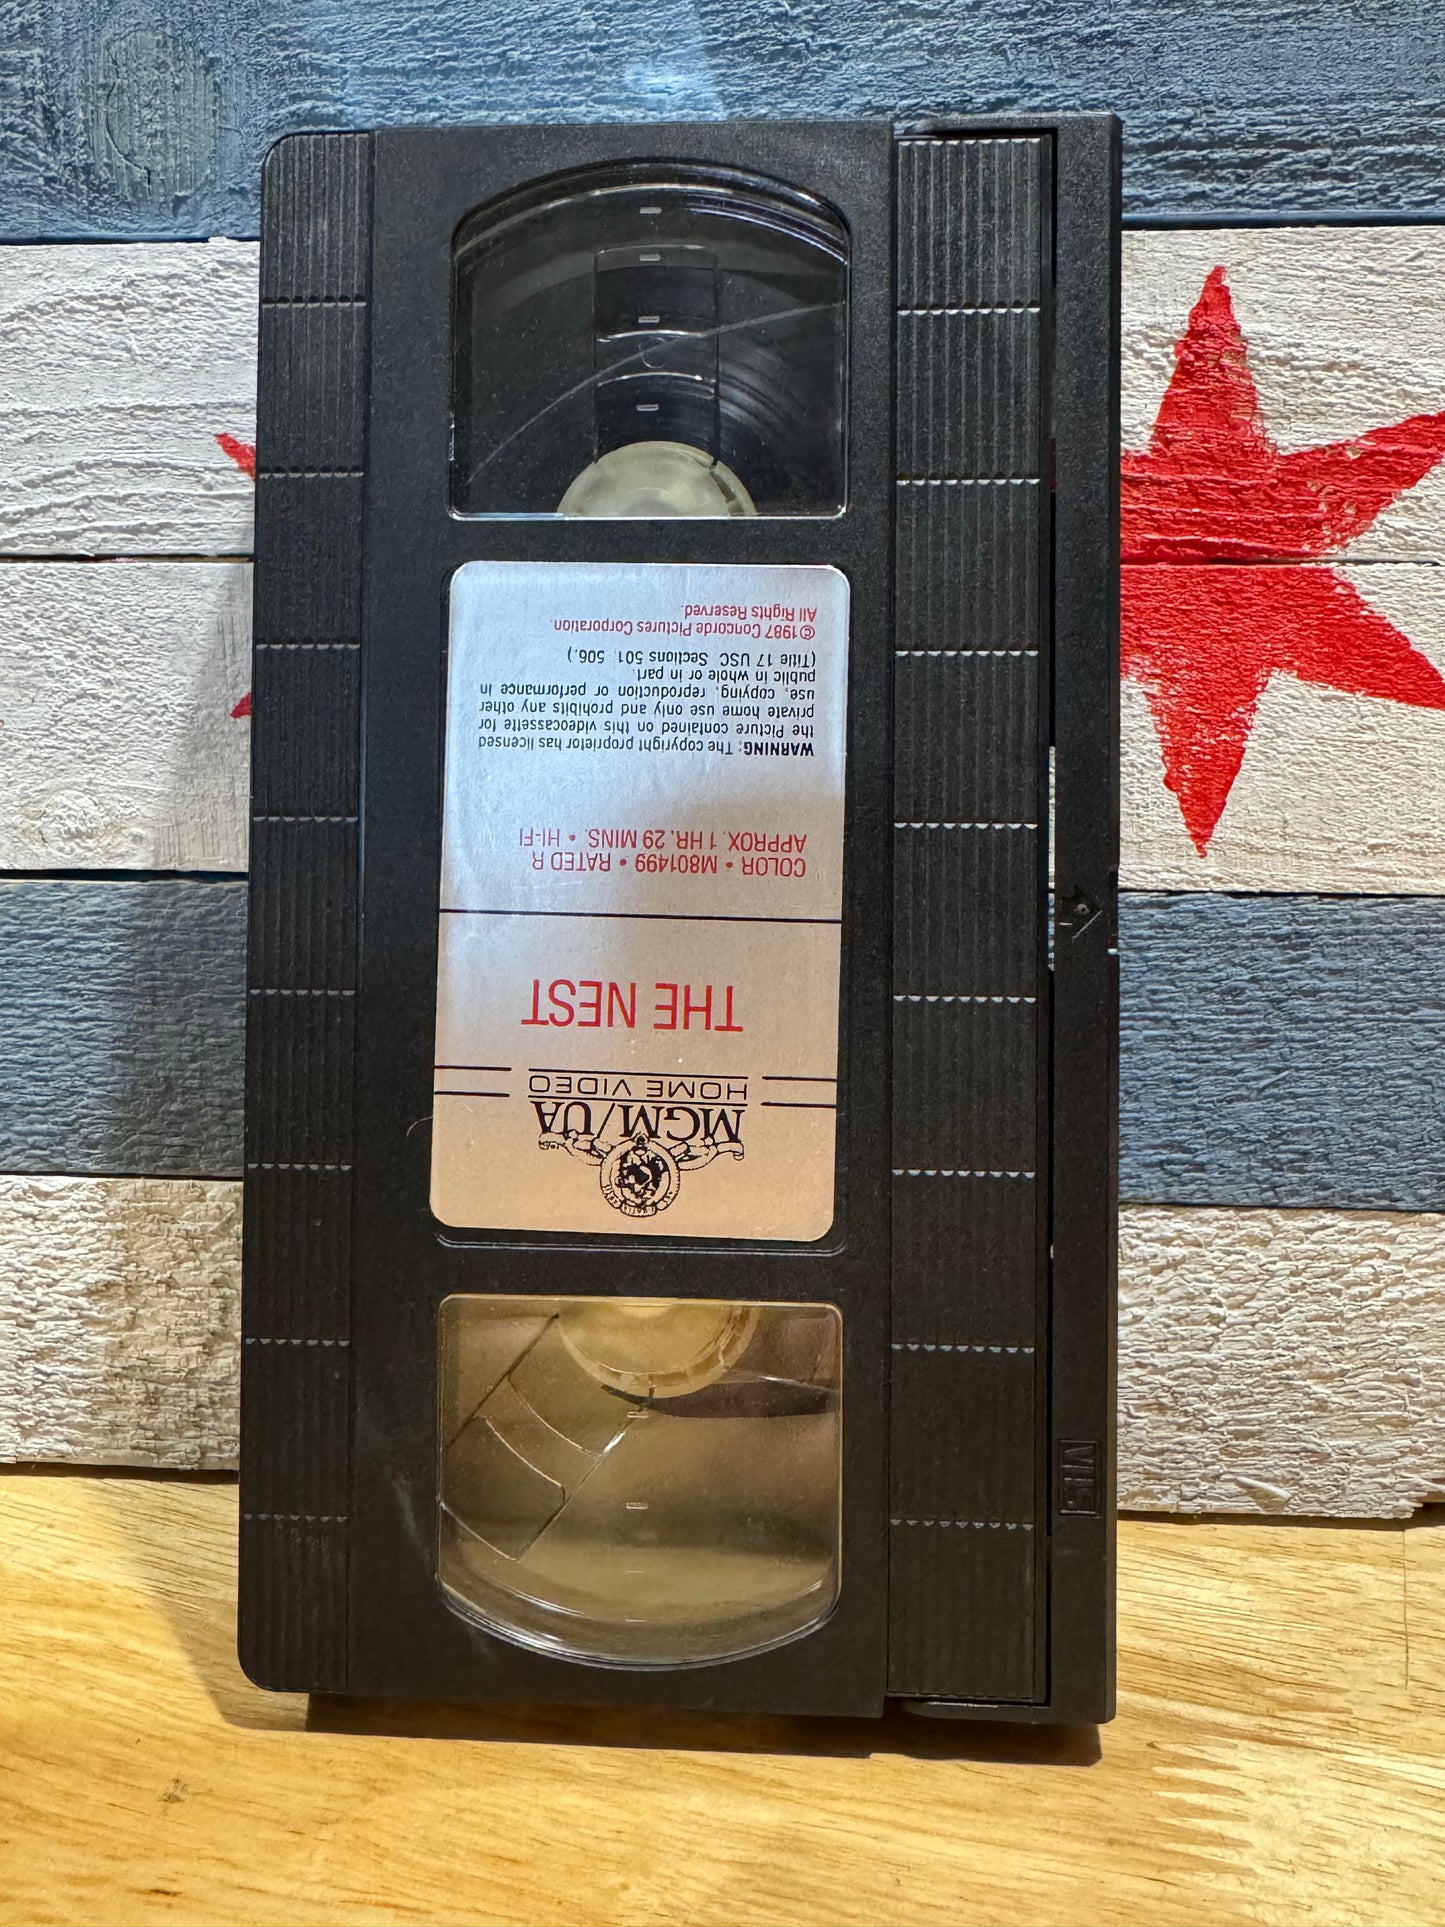 MGM/UA
HOME VIDEO
THE NEST
COLOR • M801499 • RATED R
APPROX. 1 HR. 29 MINS. • HI-FI
WARNING: The copyright proprietor has licensed
the Picture contained on this videocassette for
private home use only and prohibits any other
use, copying, reproduction or performance in
public in whole or in part.
(Title 17 USC Sections 501 506.)
©1987 Concorde Pictures Corporation.
All Rights Reserved.
VHS